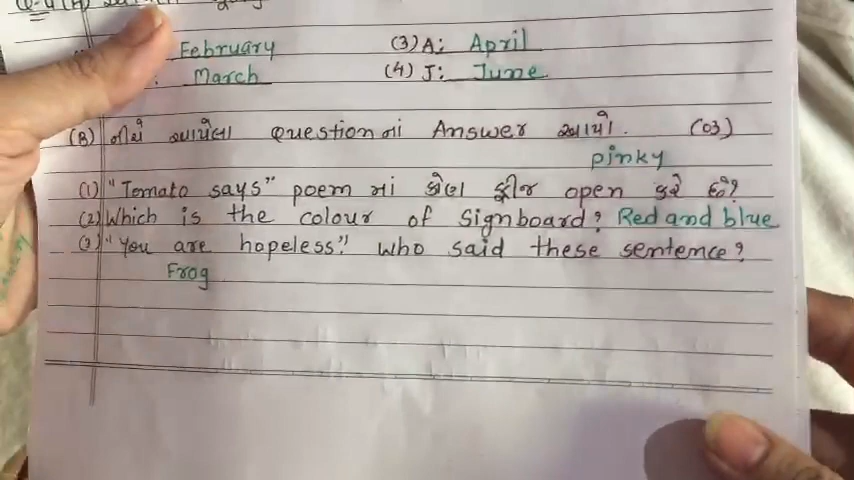 Q-4 (A)
February (3) A: April
: March (4) J: June
(B) નીચે આપેલા Question નાં Answer આપો. (03)
pinky
(1) "Tomato says" poem માં કોણ ફ્રીજ open કરે છે?
(2) Which is the colour of Signboard? Red and blue
(3) "You are hopeless". who said these sentence?
Frog